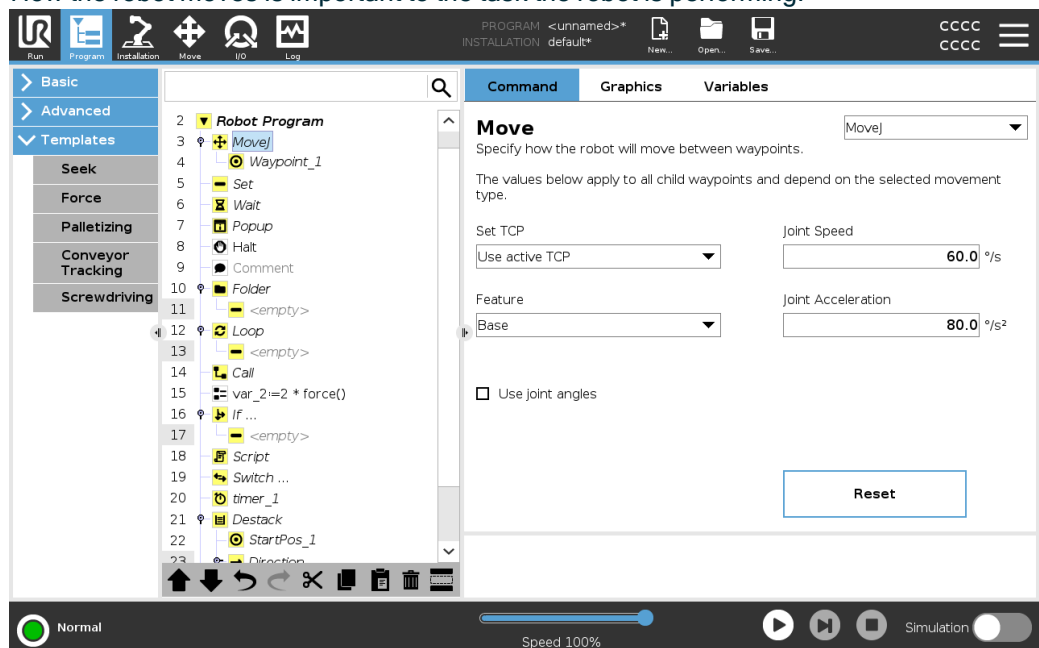 How the robot moves is important to the task the robot is performing.
PROGRAM <unnamed>*
INSTALLATION default*
New... Open... Save...
CCCC
CCCC
Run Program Installation Move I/O Log
Basic
Advanced
Templates
Seek
Force
Palletizing
Conveyor
Tracking
Screwdriving
2 Robot Program
3 MoveJ
4 Waypoint_1
5 Set
6 Wait
7 Popup
8 Halt
9 Comment
10 Folder
11 <empty>
12 Loop
13 <empty>
14 Call
15 var_2:=2 * force()
16 If ...
17 <empty>
18 Script
19 Switch ...
20 timer_1
21 Destack
22 StartPos_1
23 Direction
Command Graphics Variables
Move
MoveJ
Specify how the robot will move between waypoints.
The values below apply to all child waypoints and depend on the selected movement
type.
Set TCP
Joint Speed
Use active TCP
60.0 °/s
Feature
Joint Acceleration
Base
80.0 °/s²
Use joint angles
Reset
Normal
Speed 100%
Simulation